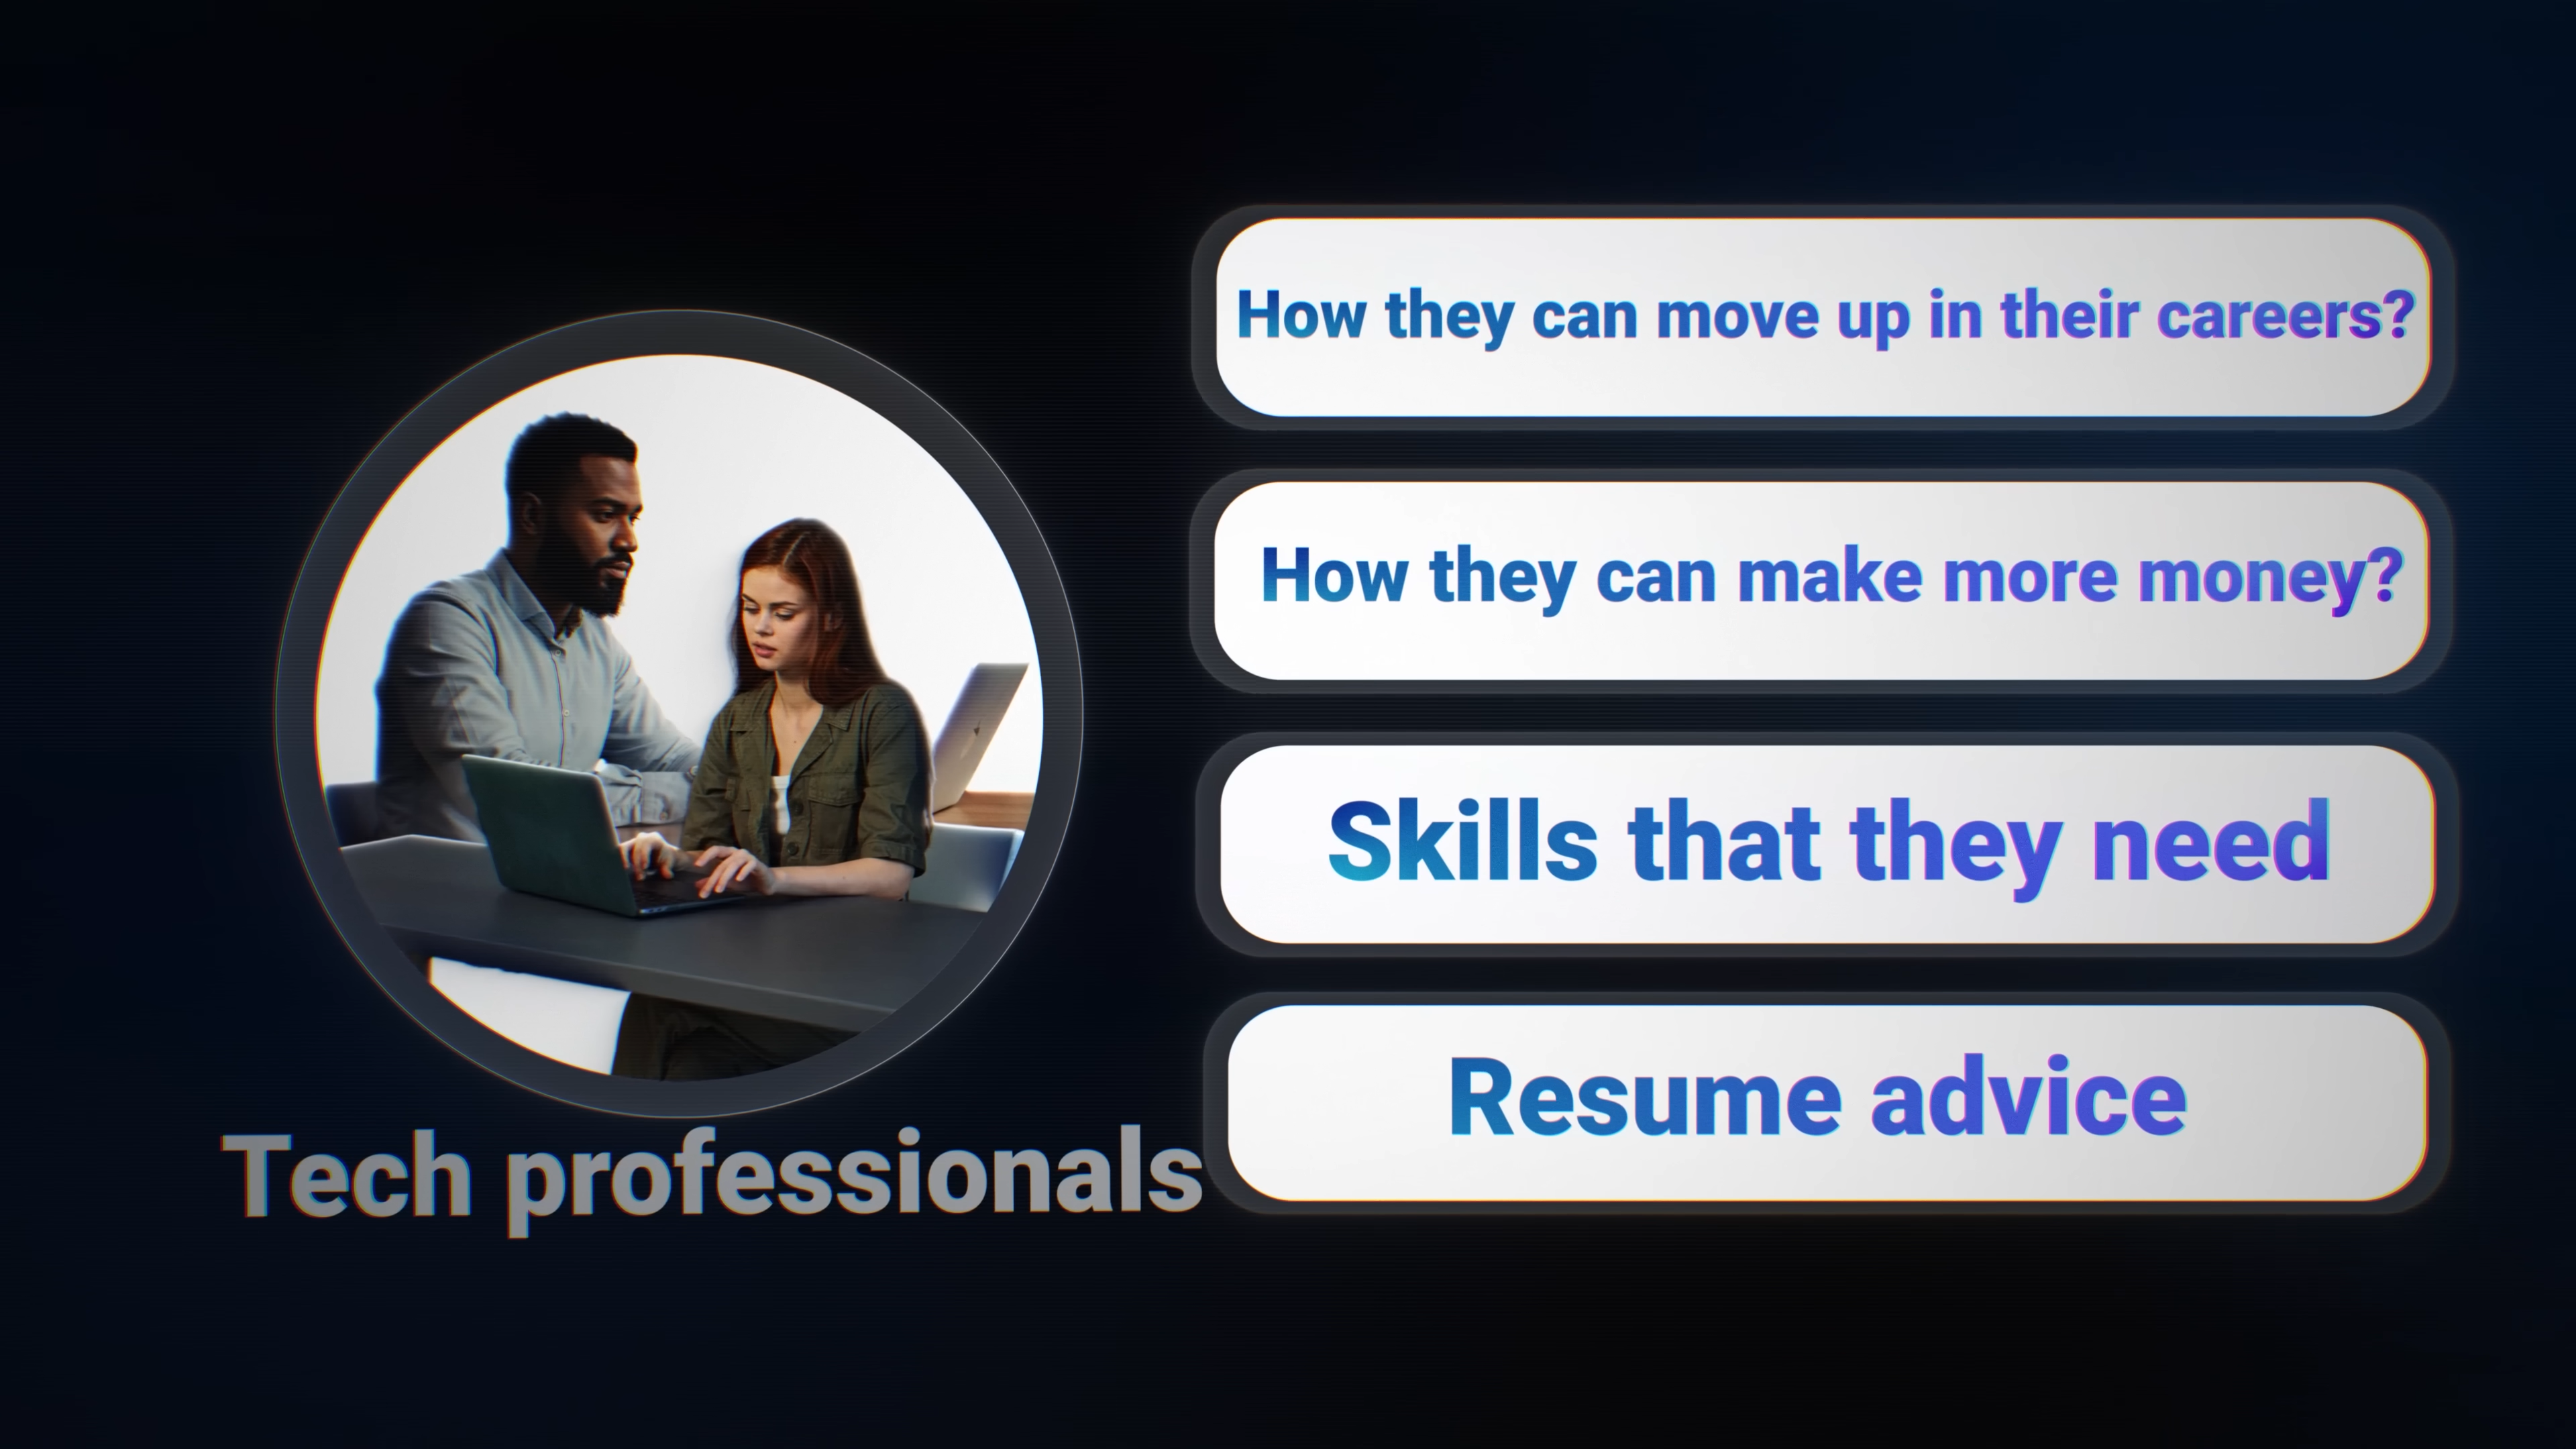 How they can move up in their careers?
How they can make more money?
Skills that they need
Resume advice
Tech professionals